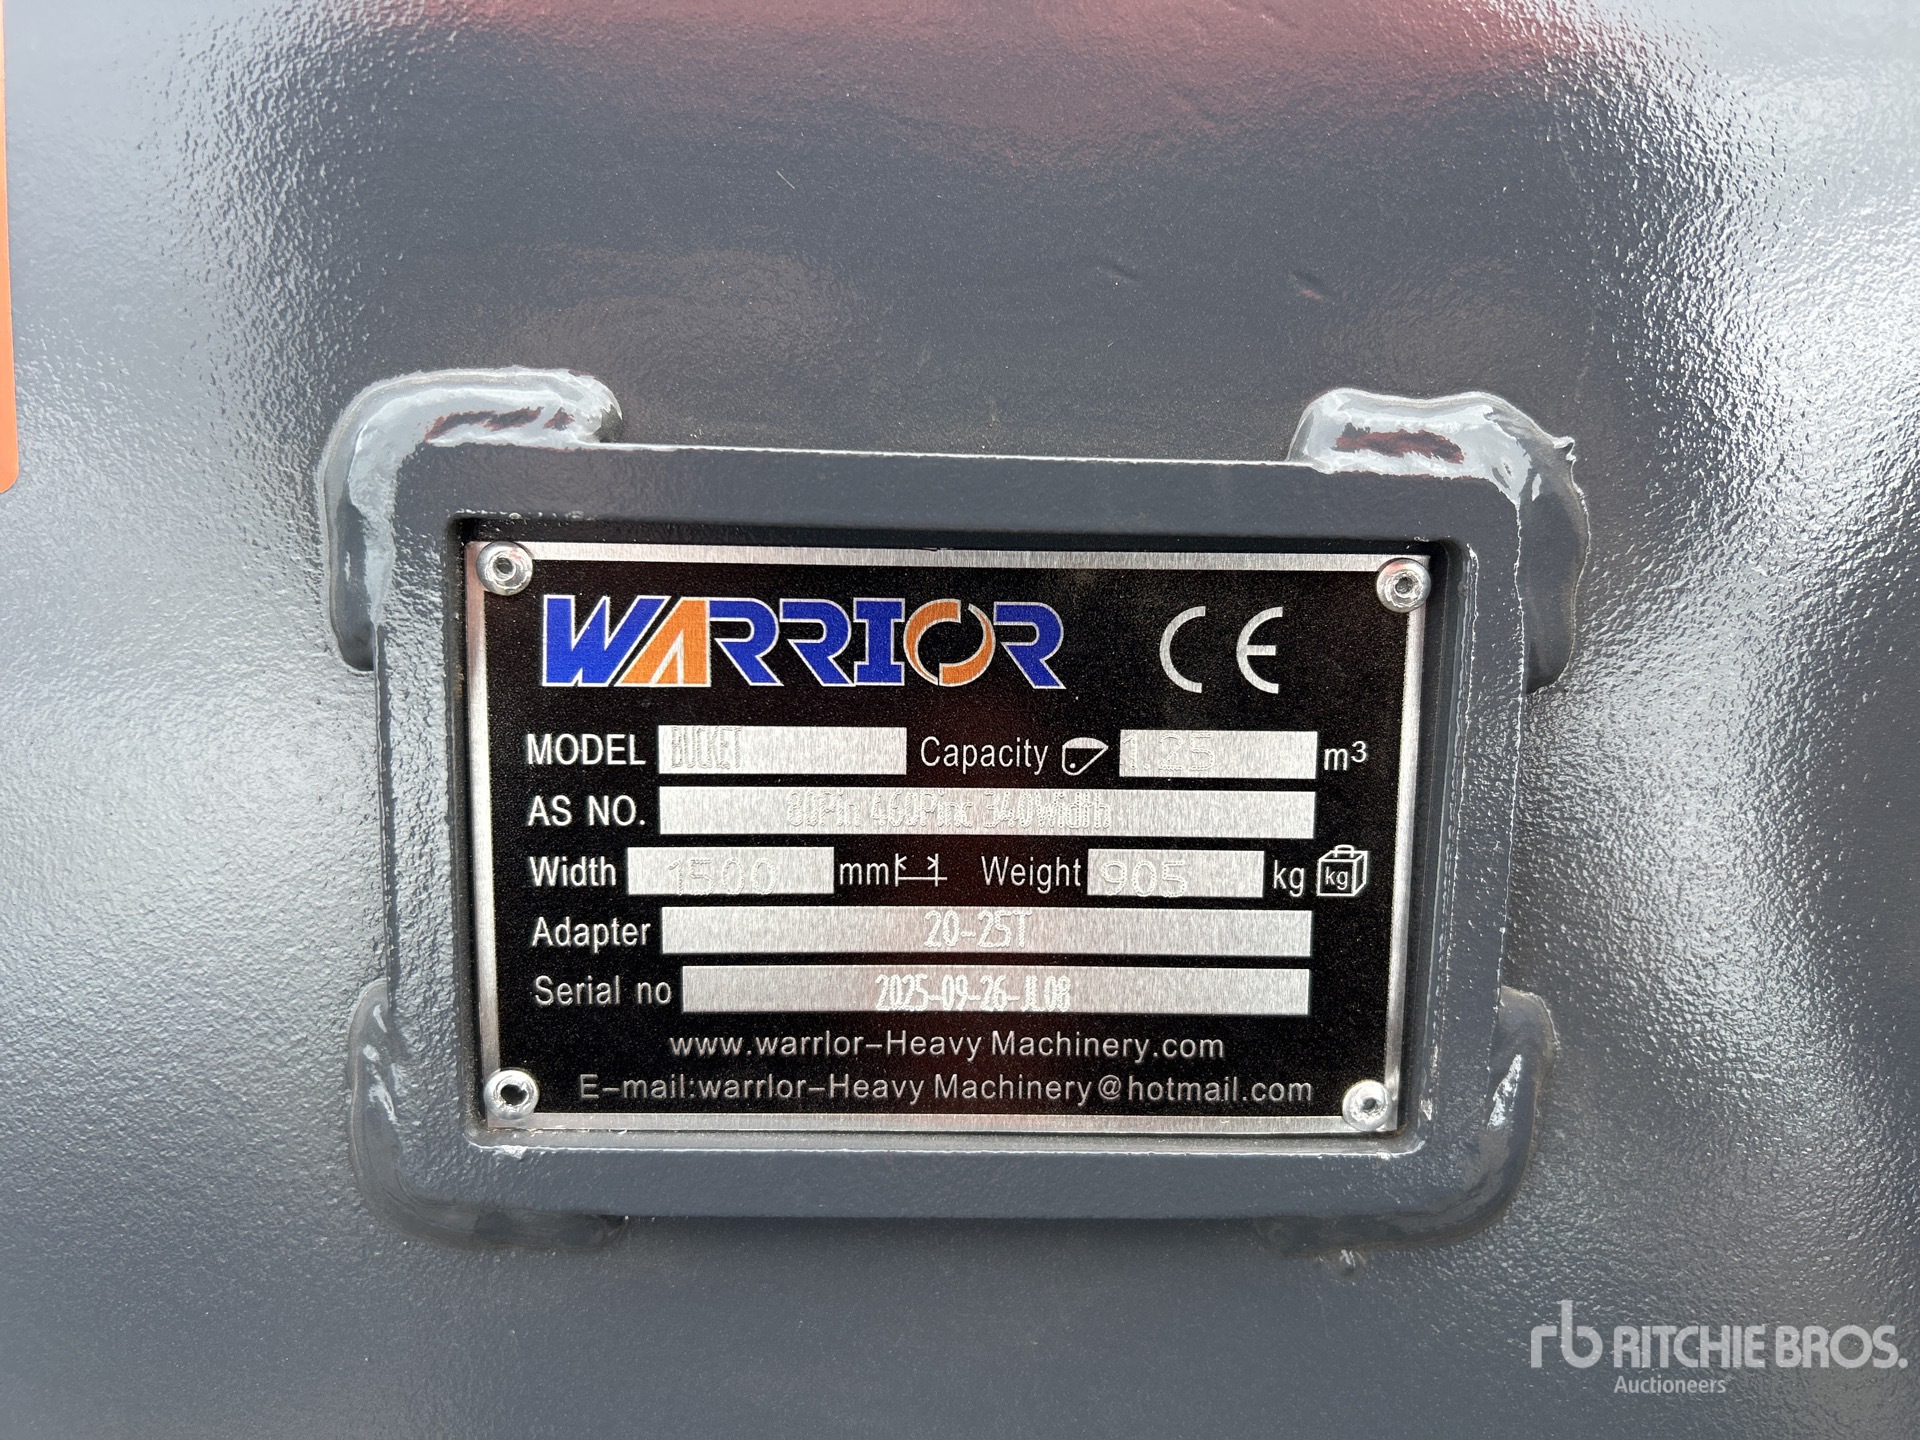 WARRIOR CE
MODEL BUCKET Capacity 1.25 m³
AS NO. 80Pin 460Pinc 340Width
Width 1500 mm Weight 905 kg kg
Adapter 20-25T
Serial no 2025-09-26-JL08
www.warrlor-Heavy Machinery.com
E-mail:warrlor-Heavy Machinery@hotmail.com
rb RITCHIE BROS.
Auctioneers